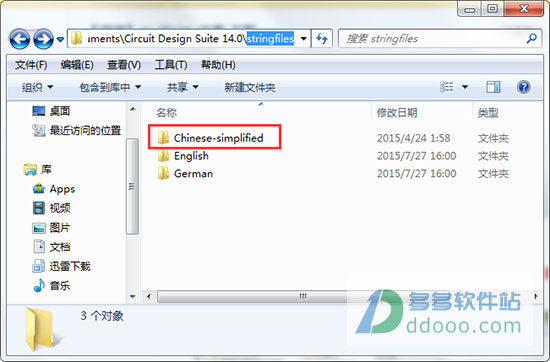 ıments\Circuit Design Suite 14.0\stringfiles
搜索 stringfiles
文件(F) 编辑(E) 查看(V) 工具(T) 帮助(H)
组织 包含到库中 共享 新建文件夹
名称 修改日期 类型
桌面
最近访问的位置
库
Apps
视频
图片
文档
迅雷下载
音乐
Chinese-simplified 2015/4/24 1:58 文件夹
English 2015/7/27 16:00 文件夹
German 2015/7/27 16:00 文件夹
3 个对象
多多软件站
ddooo.com